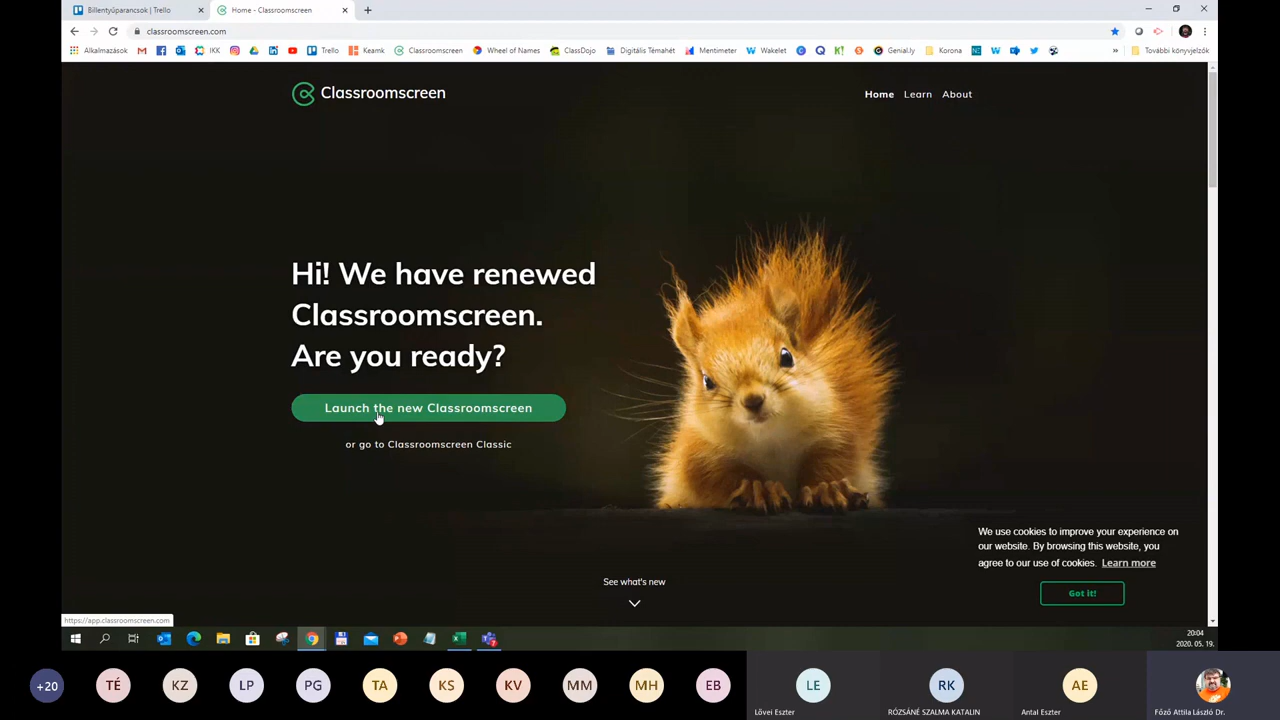 Billentyűparancsok | Trello
Home - Classroomscreen
classroomscreen.com
Alkalmazások
IKK
Trello
Keamk
Classroomscreen
Wheel of Names
ClassDojo
Digitális Témahét
Mentimeter
Wakelet
Genial.ly
Korona
További könyvjelzők
Classroomscreen
Home
Learn
About
Hi! We have renewed
Classroomscreen.
Are you ready?
Launch the new Classroomscreen
or go to Classroomscreen Classic
We use cookies to improve your experience on
our website. By browsing this website, you
agree to our use of cookies. Learn more
Got it!
See what's new
https://app.classroomscreen.com
20:04
2020. 05. 19.
+20
TÉ
KZ
LP
PG
TA
KS
KV
MM
MH
EB
LE
RK
AE
Lövei Eszter
RÓZSÁNÉ SZALMA KATALIN
Antal Eszter
Főző Attila László Dr.